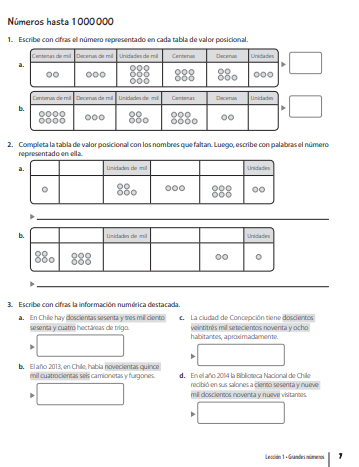 Números hasta 1 000 000
1. Escribe con cifras el número representado en cada tabla de valor posicional.
Centenas de mil Decenas de mil Unidades de mil Centenas Decenas Unidades
a.
Centenas de mil Decenas de mil Unidades de mil Centenas Decenas Unidades
b.
2. Completa la tabla de valor posicional con los nombres que faltan. Luego, escribe con palabras el número
representado en ella.
a. Unidades de mil Unidades
b. Unidades de mil Unidades
3. Escribe con cifras la información numérica destacada.
a. En Chile hay doscientas sesenta y tres mil ciento
sesenta y cuatro hectáreas de trigo.
b. El año 2013, en Chile, había novecientas quince
mil cuatrocientas seis camionetas y furgones.
c. La ciudad de Concepción tiene doscientos
veintitrés mil setecientos noventa y ocho
habitantes, aproximadamente.
d. En el año 2014 la Biblioteca Nacional de Chile
recibió en sus salones a ciento sesenta y nueve
mil doscientos noventa y nueve visitantes.
Lección 1 • Grandes números